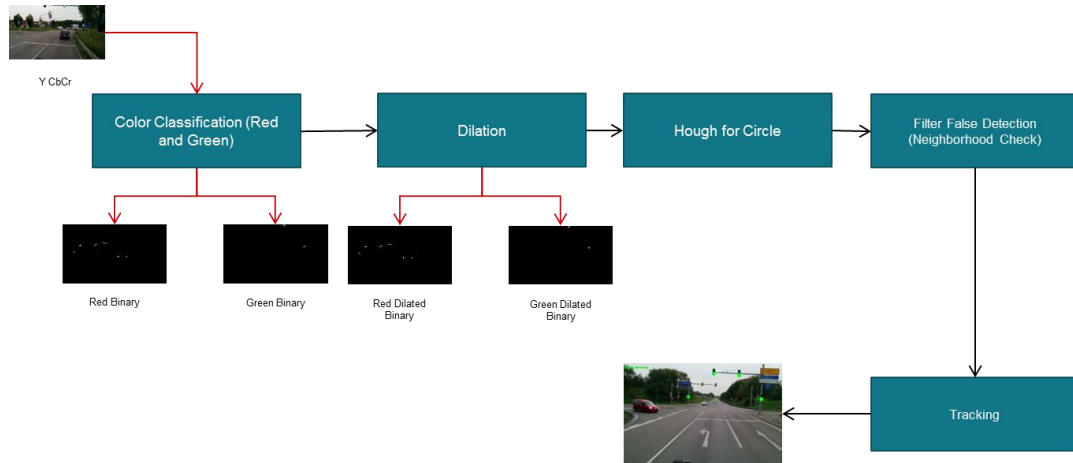 Y CbCr
Color Classification (Red
and Green)
Dilation
Hough for Circle
Filter False Detection
(Neighborhood Check)
Red Binary
Green Binary
Red Dilated
Binary
Green Dilated
Binary
Tracking